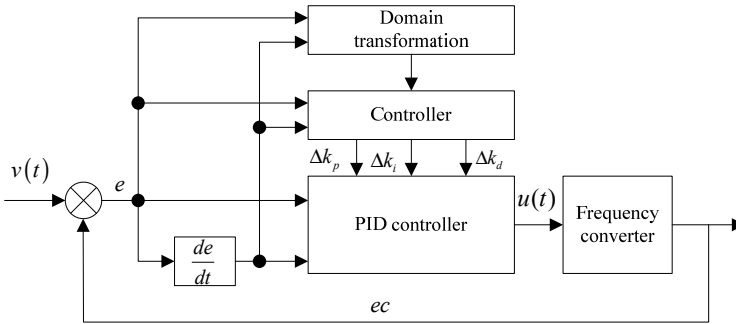 Domain
transformation
Controller
Δk_p Δk_i Δk_d
v(t)
e
PID controller
u(t)
Frequency
converter
de
dt
ec